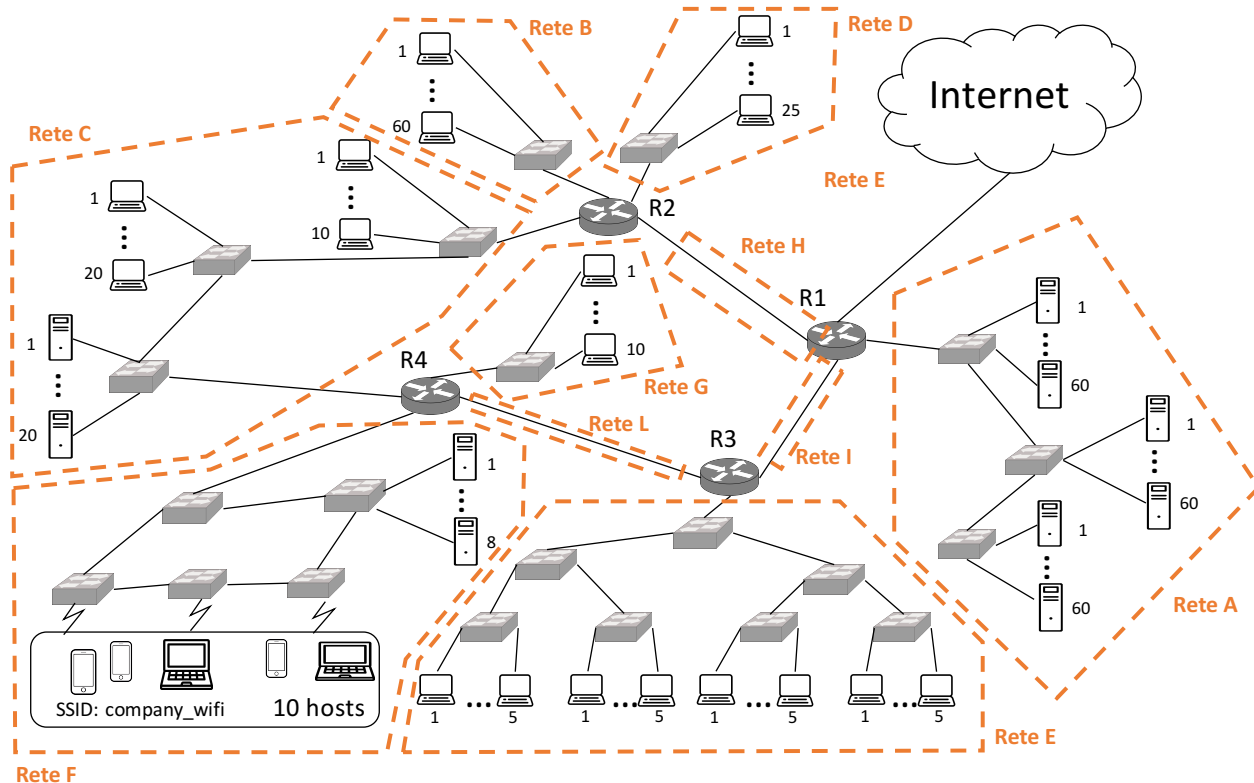 Rete B
Rete D
1
1
Internet
60
25
Rete C
1
Rete E
R2
1
10
Rete H
20
1
1
R1
1
R4
10
60
Rete G
1
20
Rete L
R3
1
Rete I
1
60
8
60
Rete A
SSID: company_wifi
10 hosts
1
5
1
5
1
5
1
5
Rete E
Rete F